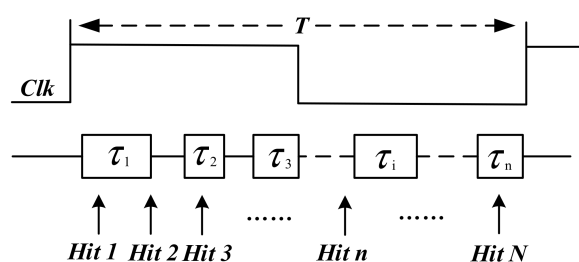 T
Clk
τ1 τ2 τ3 τi τn
...... ......
Hit 1 Hit 2 Hit 3 Hit n Hit N